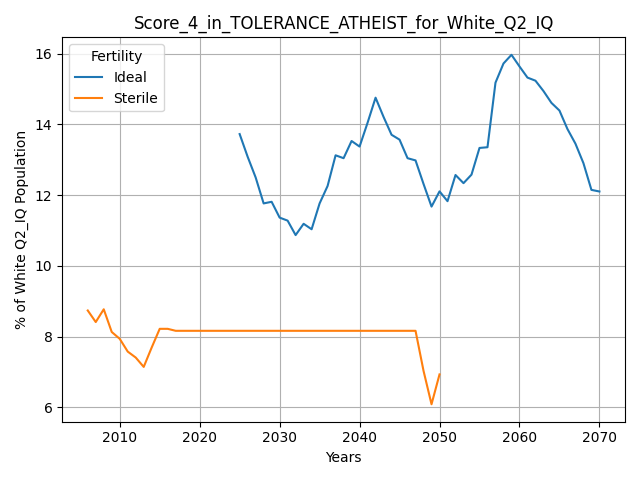 Score_4_in_TOLERANCE_ATHEIST_for_White_Q2_IQ
Fertility
Ideal
Sterile
% of White Q2_IQ Population
16
14
12
10
8
6
2010 2020 2030 2040 2050 2060 2070
Years